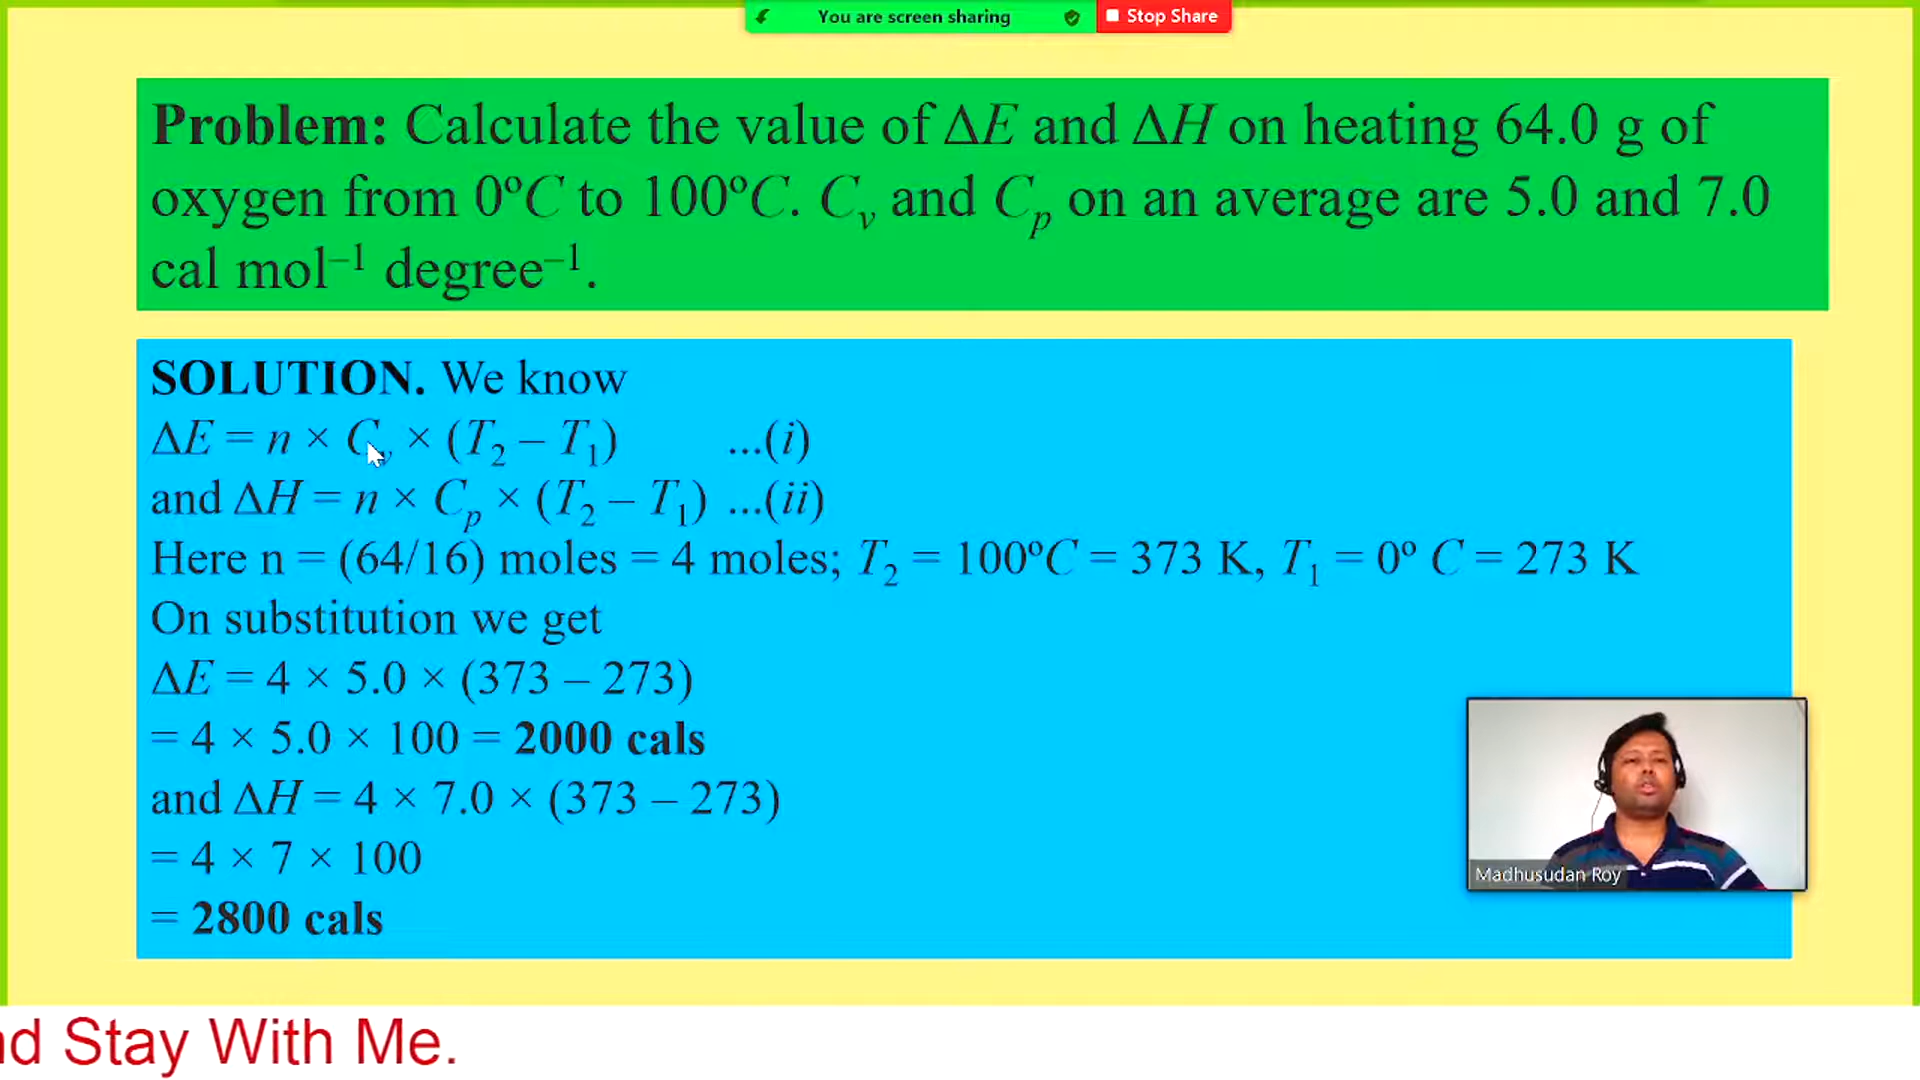 You are screen sharing
Stop Share
Problem: Calculate the value of ΔE and ΔH on heating 64.0 g of
oxygen from 0ºC to 100ºC. Cv and Cp on an average are 5.0 and 7.0
cal mol–1 degree–1.
SOLUTION. We know
ΔE = n × Cv × (T2 – T1) ...(i)
and ΔH = n × Cp × (T2 – T1) ...(ii)
Here n = (64/16) moles = 4 moles; T2 = 100ºC = 373 K, T1 = 0º C = 273 K
On substitution we get
ΔE = 4 × 5.0 × (373 – 273)
= 4 × 5.0 × 100 = 2000 cals
and ΔH = 4 × 7.0 × (373 – 273)
= 4 × 7 × 100
= 2800 cals
Madhusudan Roy
nd Stay With Me.